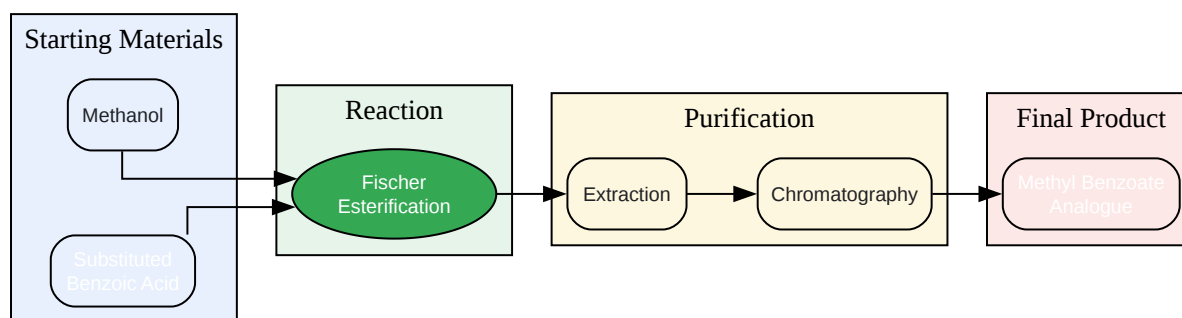 Starting Materials
Methanol
Substituted
Benzoic Acid
Reaction
Fischer
Esterification
Purification
Extraction
Chromatography
Final Product
Methyl Benzoate
Analogue